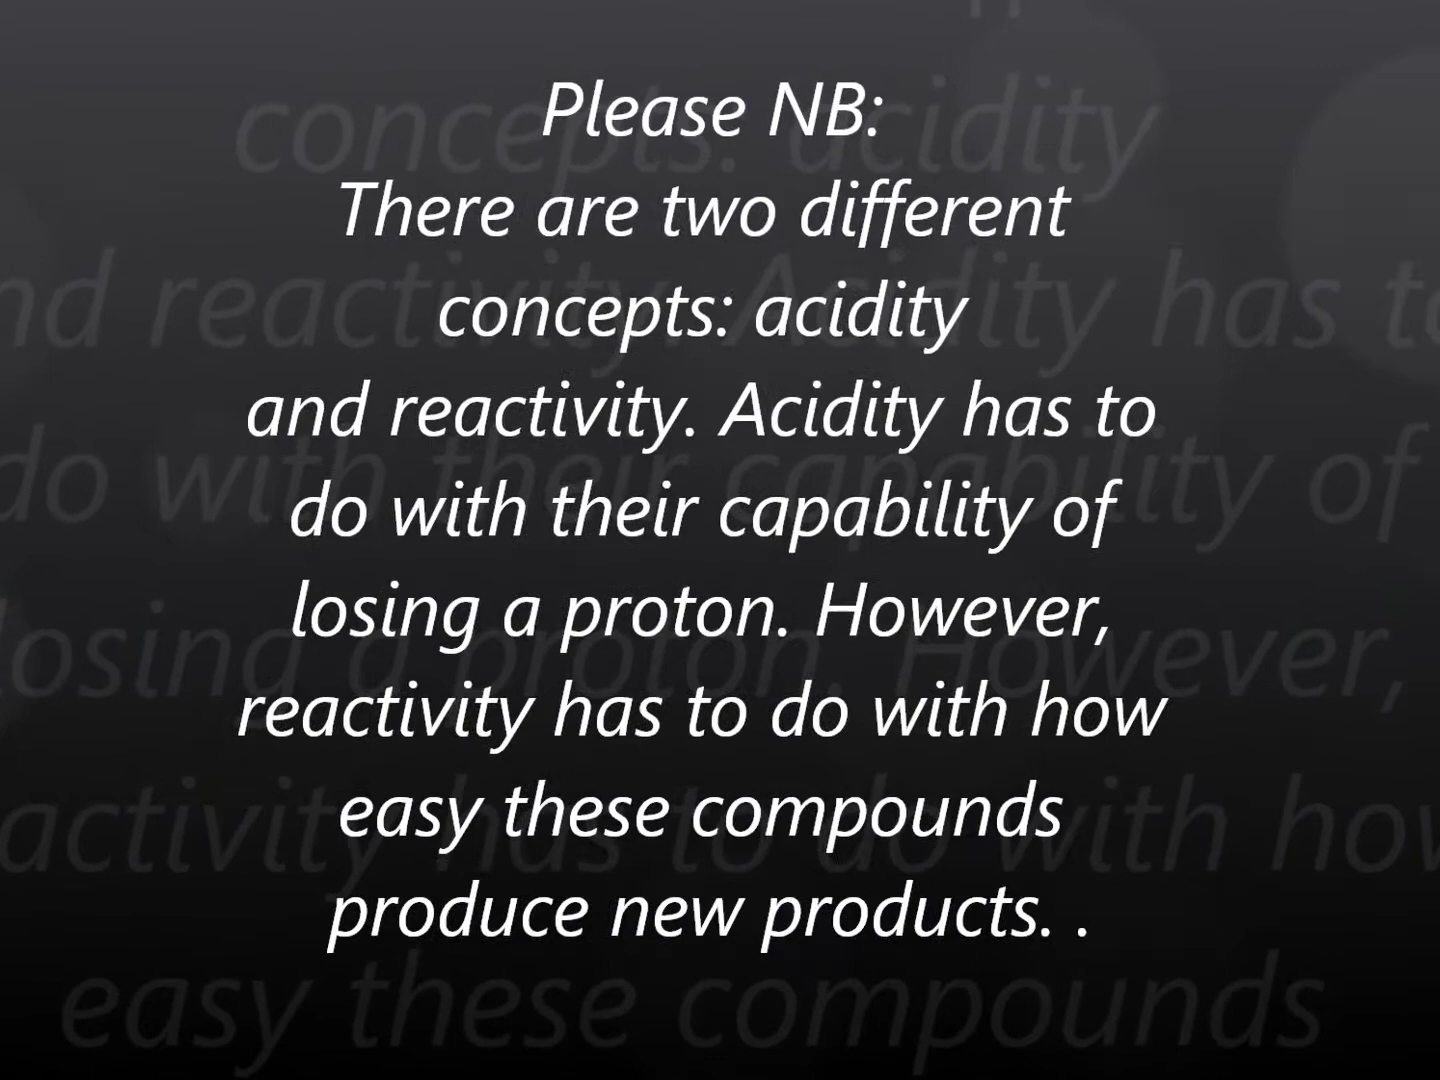 Please NB:
There are two different
concepts: acidity
and reactivity. Acidity has to
do with their capability of
losing a proton. However,
reactivity has to do with how
easy these compounds
produce new products. .